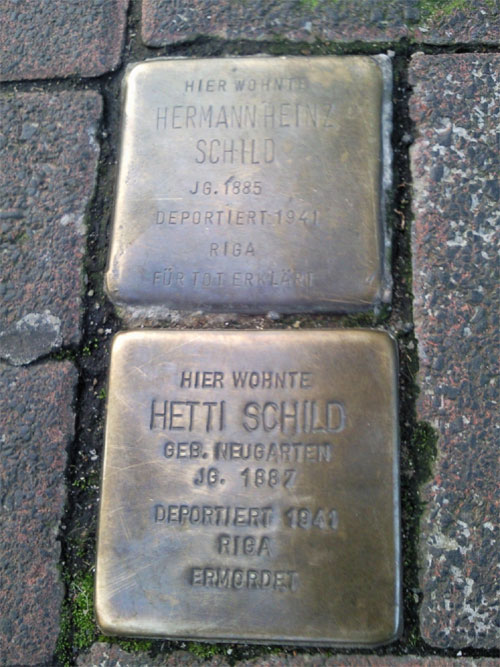 HIER WOHNTE
HERMANN HEINZ
SCHILD
JG. 1885
DEPORTIERT 1941
RIGA
FÜR TOT ERKLÄRT
HIER WOHNTE
HETTI SCHILD
GEB. NEUGARTEN
JG. 1887
DEPORTIERT 1941
RIGA
ERMORDET